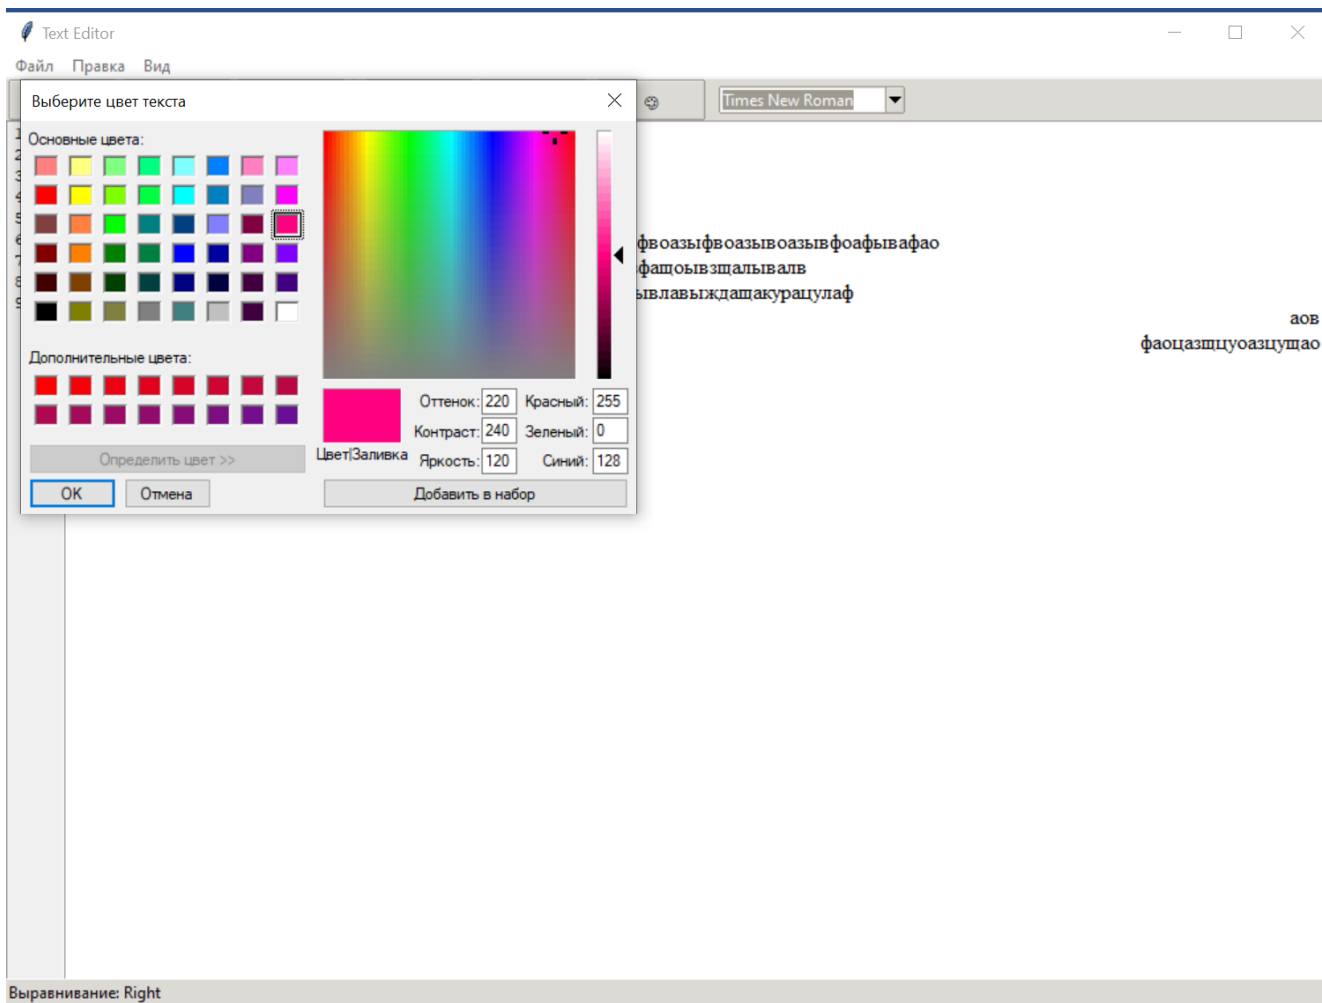 Text Editor
Файл Правка Вид
Выберите цвет текста
Times New Roman
Основные цвета:
Дополнительные цвета:
Определить цвет >>
OK Отмена
Оттенок: 220 Красный: 255
Контраст: 240 Зеленый: 0
Цвет|Заливка Яркость: 120 Синий: 128
Добавить в набор
фвоазыфвоазывоазывфоафывафао
фащоывзщалывалв
ывлавыждащакурацулаф
аов
фаоцазщцуоазцущао
Выравнивание: Right